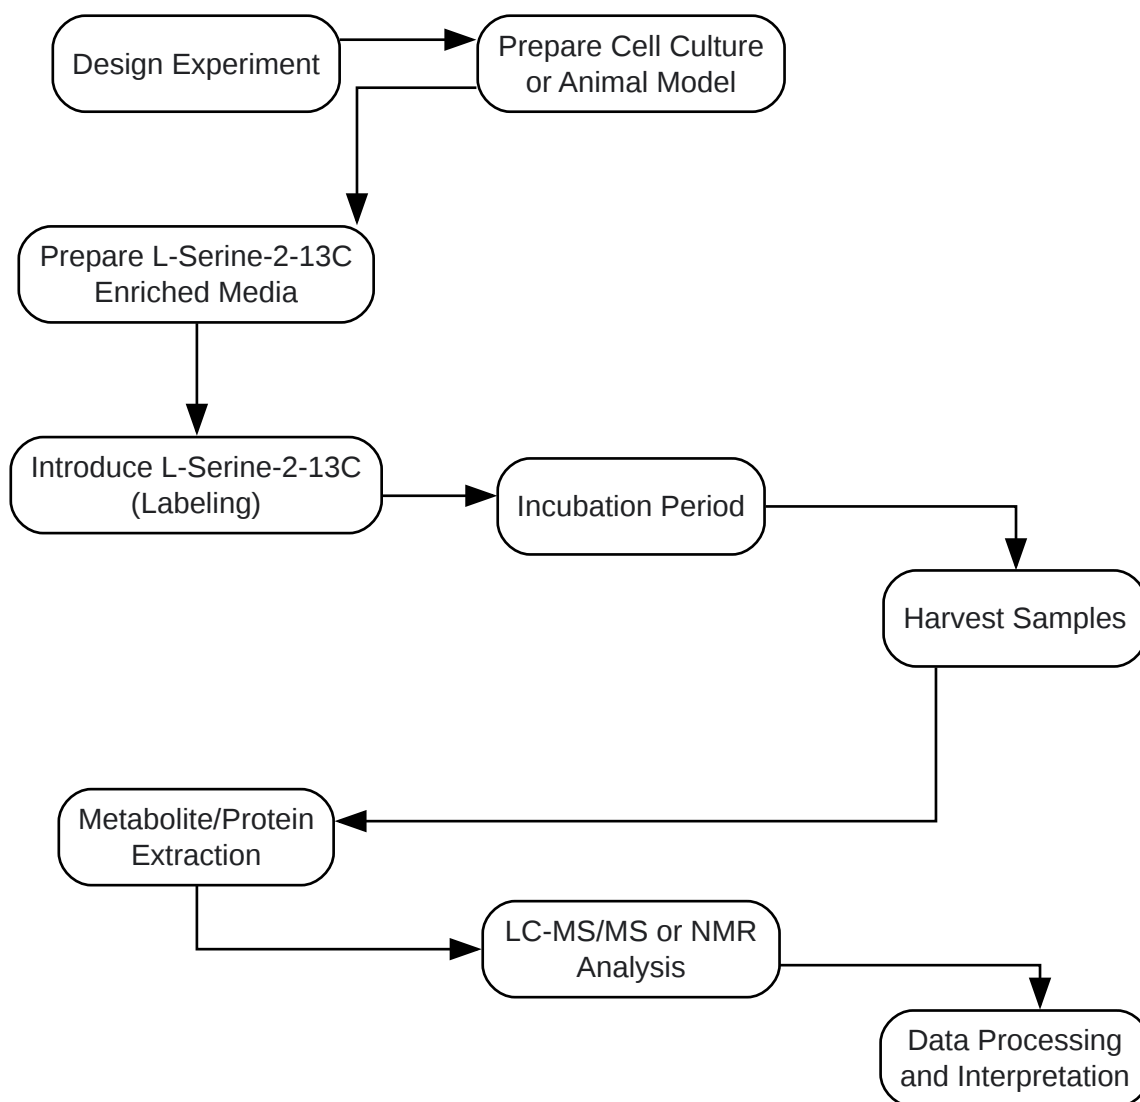 Design Experiment
Prepare Cell Culture
or Animal Model
Prepare L-Serine-2-13C
Enriched Media
Introduce L-Serine-2-13C
(Labeling)
Incubation Period
Harvest Samples
Metabolite/Protein
Extraction
LC-MS/MS or NMR
Analysis
Data Processing
and Interpretation